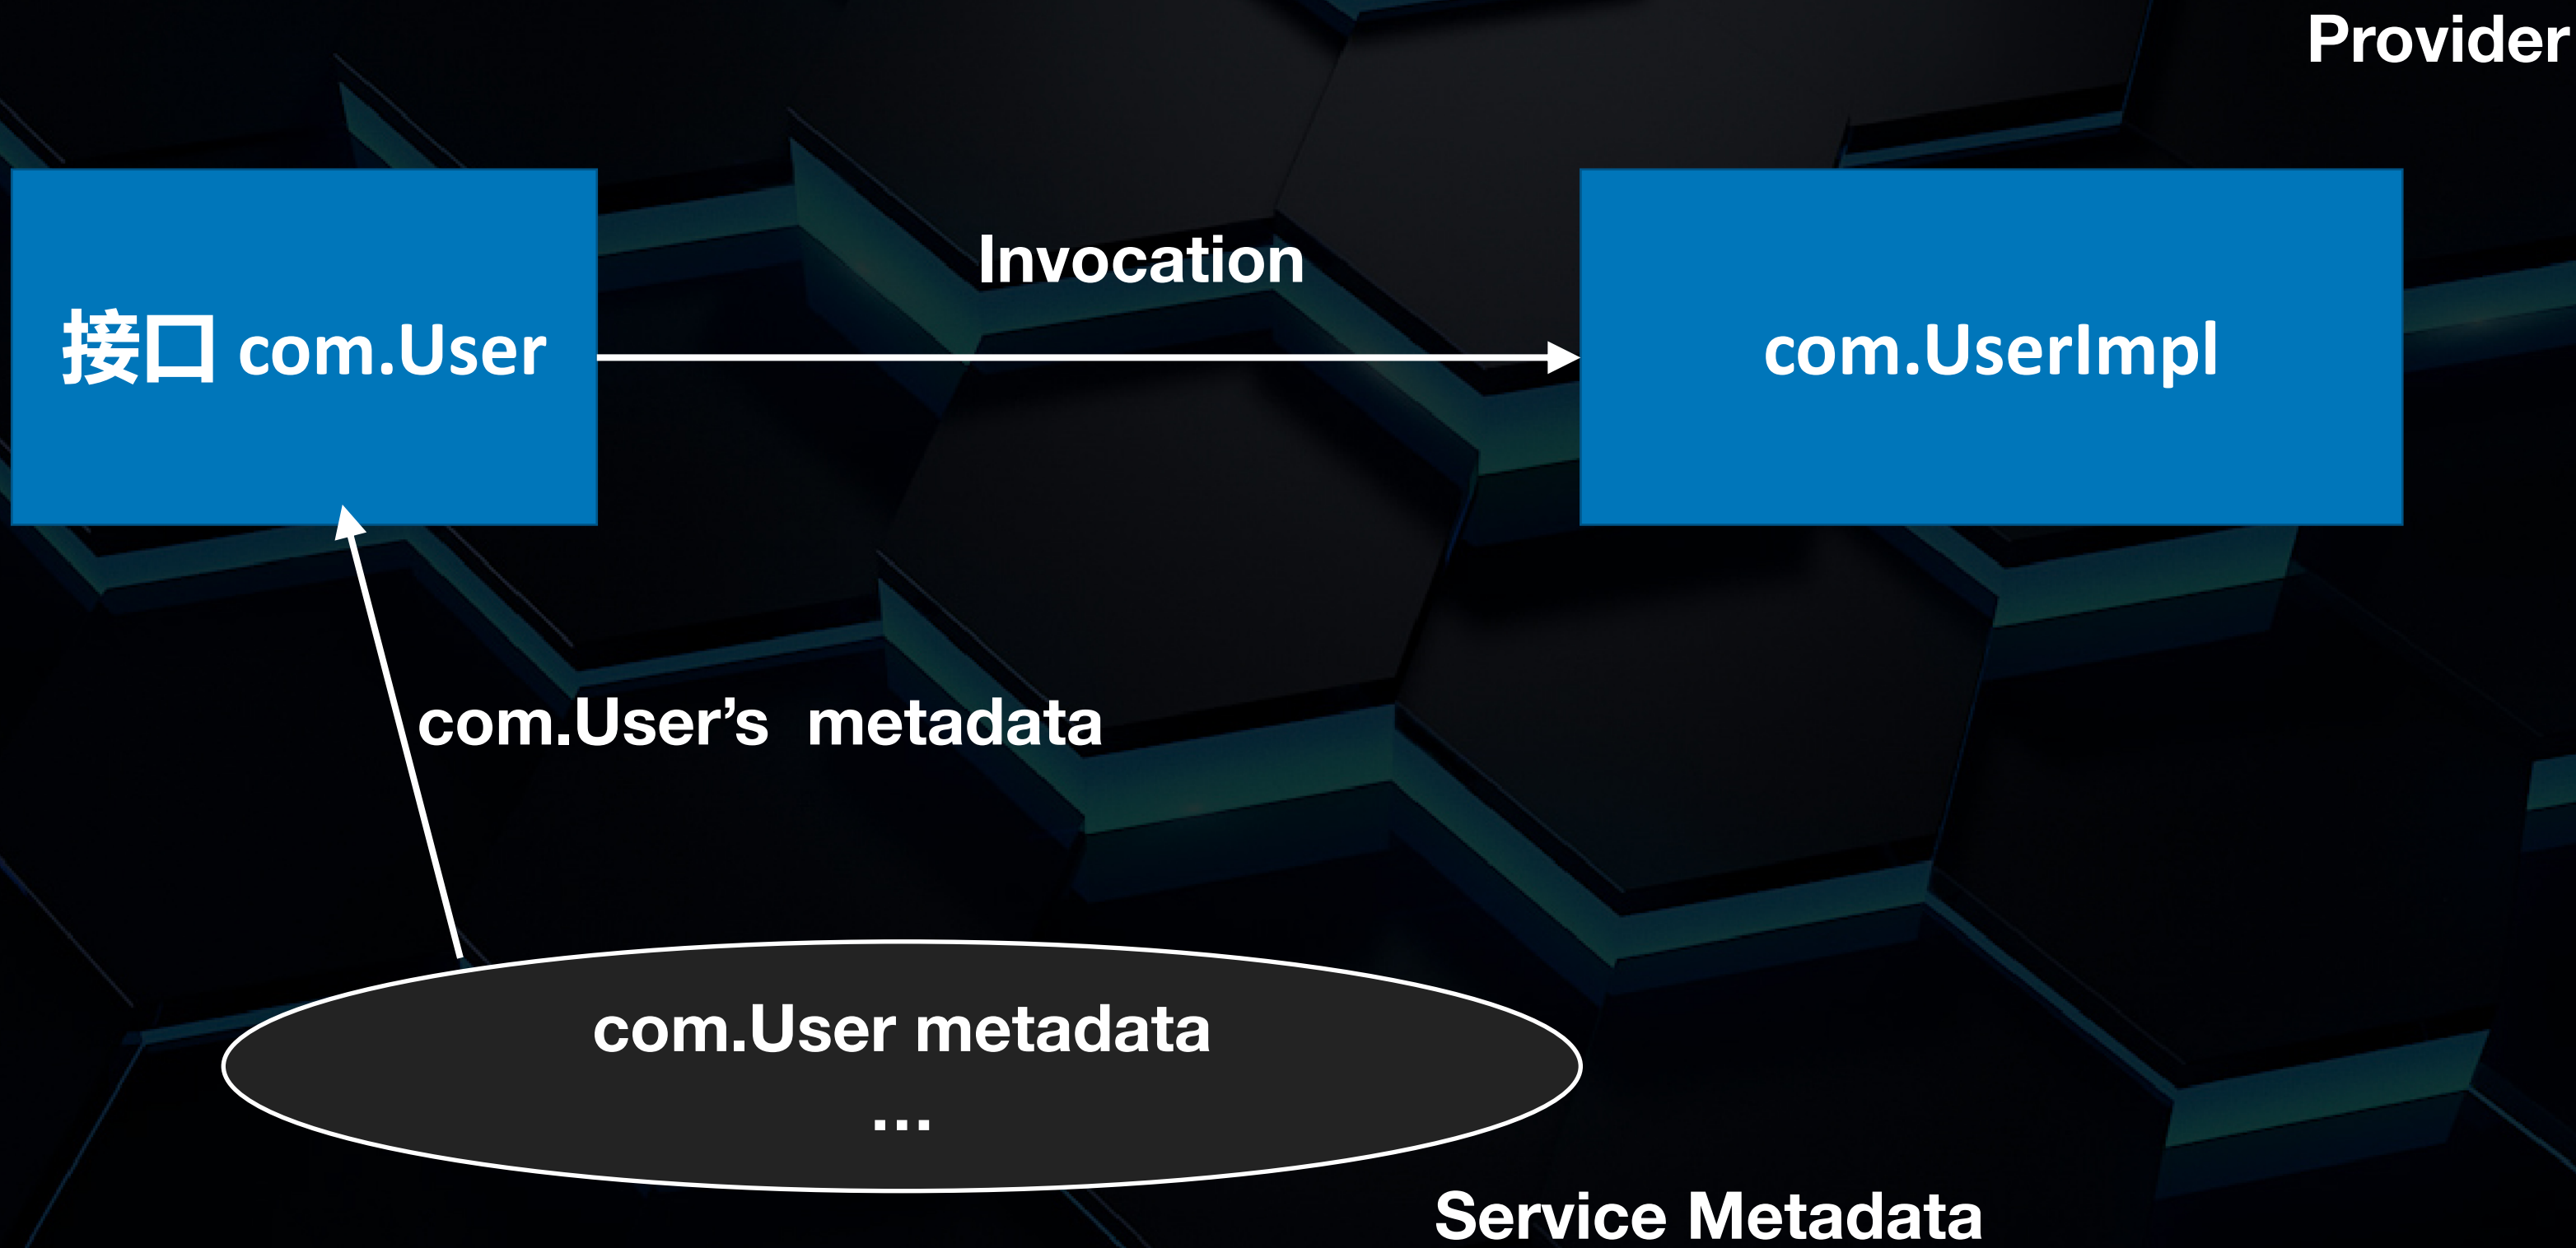 Provider
Invocation
接口 com.User
com.UserImpl
com.User’s metadata
com.User metadata
...
Service Metadata